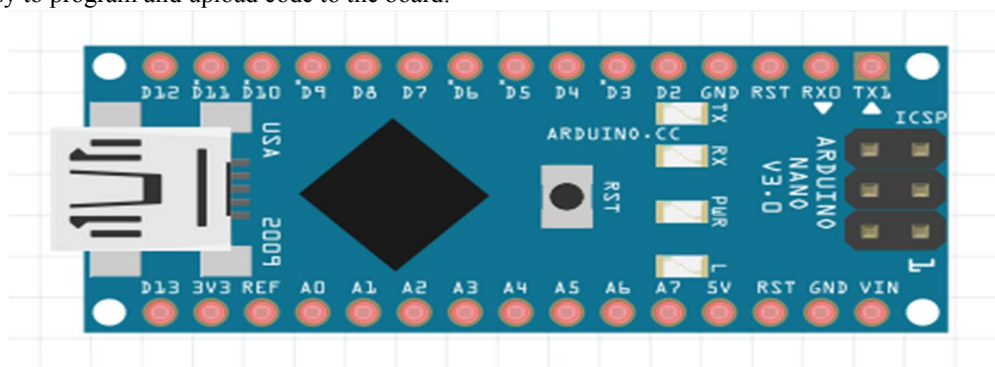 by to program and upload code to the board.
D12 D11 D10 D9 D8 D7 D6 D5 D4 D3 D2 GND RST RX0 TX1
ICSP
USA
ARDUINO.CC
TX
RX
RST
PWR
L
ARDUINO
NANO
V3.0
2009
1
D13 3V3 REF A0 A1 A2 A3 A4 A5 A6 A7 5V RST GND VIN